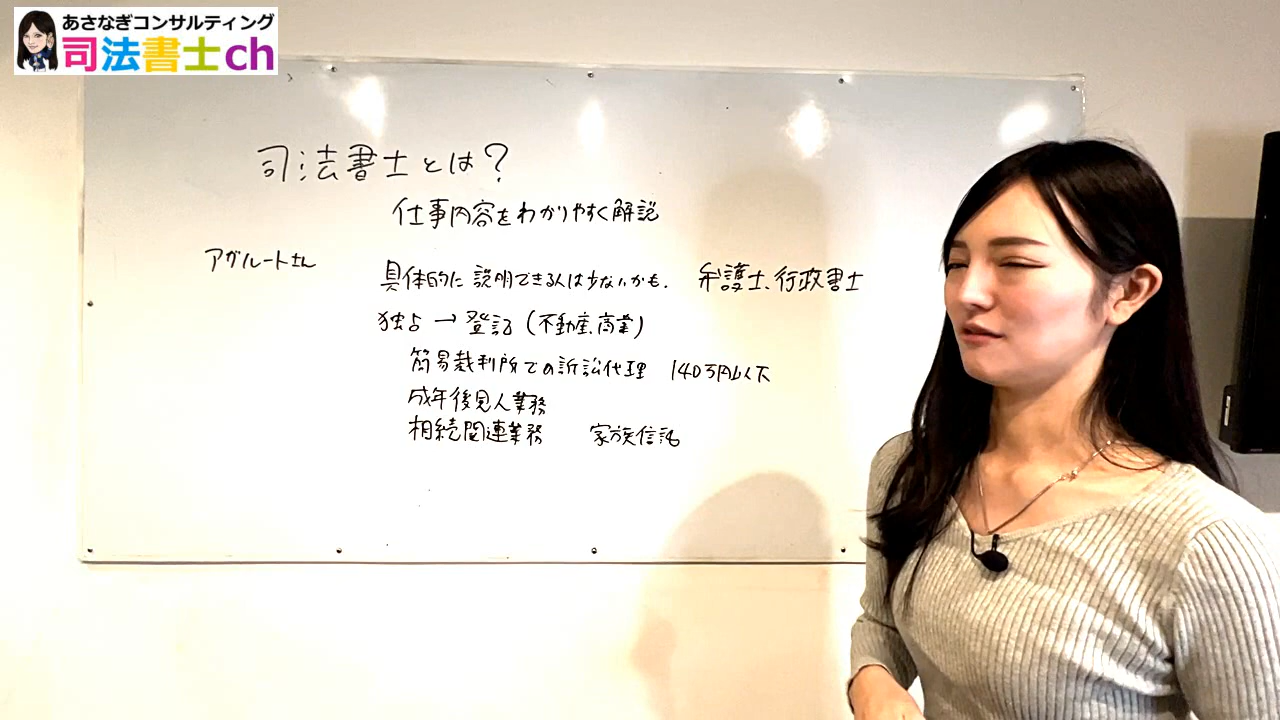 あさなぎコンサルティング
司法書士ch
司法書士とは?
仕事内容をわかりやすく解説
アガルートさん
具体的に説明できる人は少ないかも. 弁護士、行政書士
独占 → 登記 (不動産、商業)
簡易裁判所での訴訟代理 140万円以下
成年後見人業務
相続関連業務 家族信託